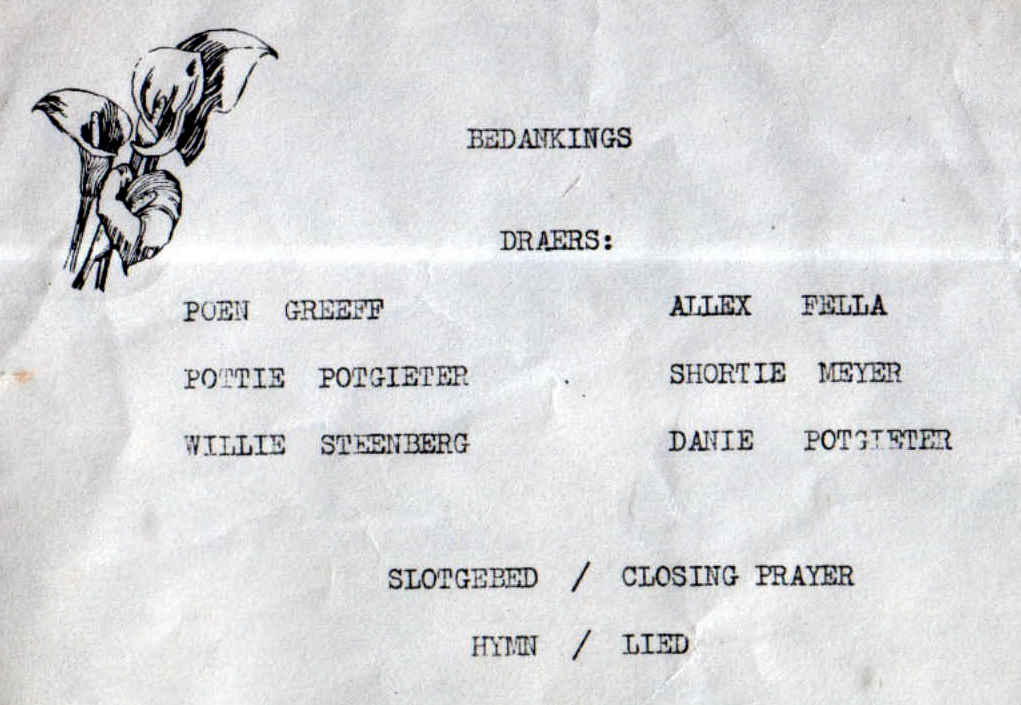 BEDANKINGS
DRAERS:
POEN GREEFF ALLEX FELLA
POTTIE POTGIETER SHORTIE MEYER
WILLIE STEENBERG DANIE POTGIETER
SLOTGEBED / CLOSING PRAYER
HYMN / LIED